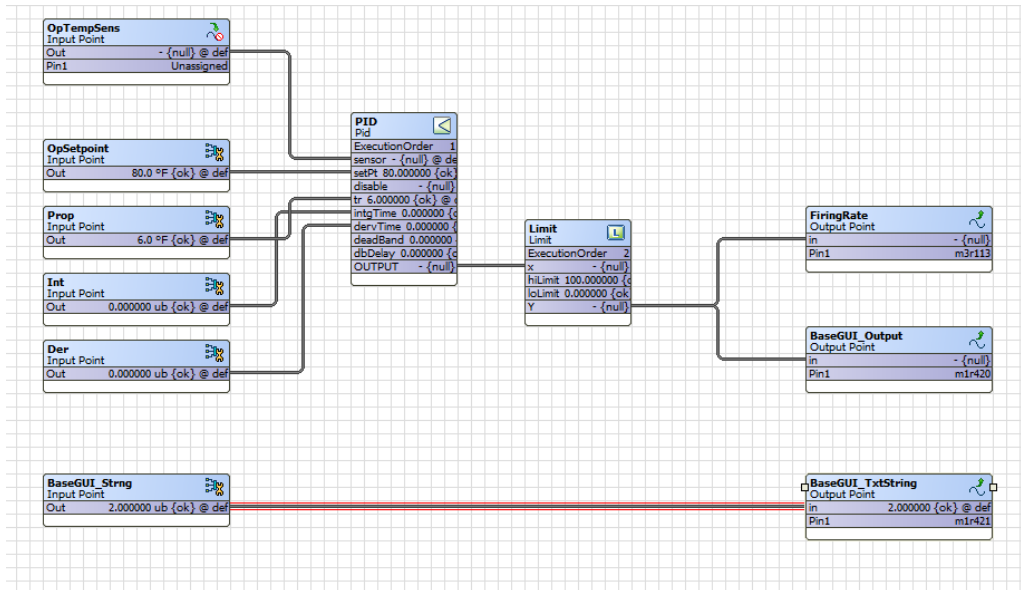 OpTempSens
Input Point
Out - {null} @ def
Pin1 Unassigned
OpSetpoint
Input Point
Out 80.0 ºF {ok} @ def
Prop
Input Point
Out 6.0 ºF {ok} @ def
Int
Input Point
Out 0.000000 ub {ok} @ def
Der
Input Point
Out 0.000000 ub {ok} @ def
BaseGUI_Strng
Input Point
Out 2.000000 ub {ok} @ def
PID
Pid
ExecutionOrder 1
sensor - {null} @ de
setPt 80.000000 {ok}
disable - {null}
tr 6.000000 {ok} @
intgTime 0.000000 {
dervTime 0.000000 {
deadBand 0.000000
dbDelay 0.000000 {
OUTPUT - {null}
Limit
Limit
L
ExecutionOrder 2
x - {null}
hiLimit 100.000000 {
loLimit 0.000000 {ok
Y - {null}
FiringRate
Output Point
in - {null}
Pin1 m3r113
BaseGUI_Output
Output Point
in - {null}
Pin1 m1r420
BaseGUI_TxtString
Output Point
in 2.000000 {ok} @ def
Pin1 m1r421